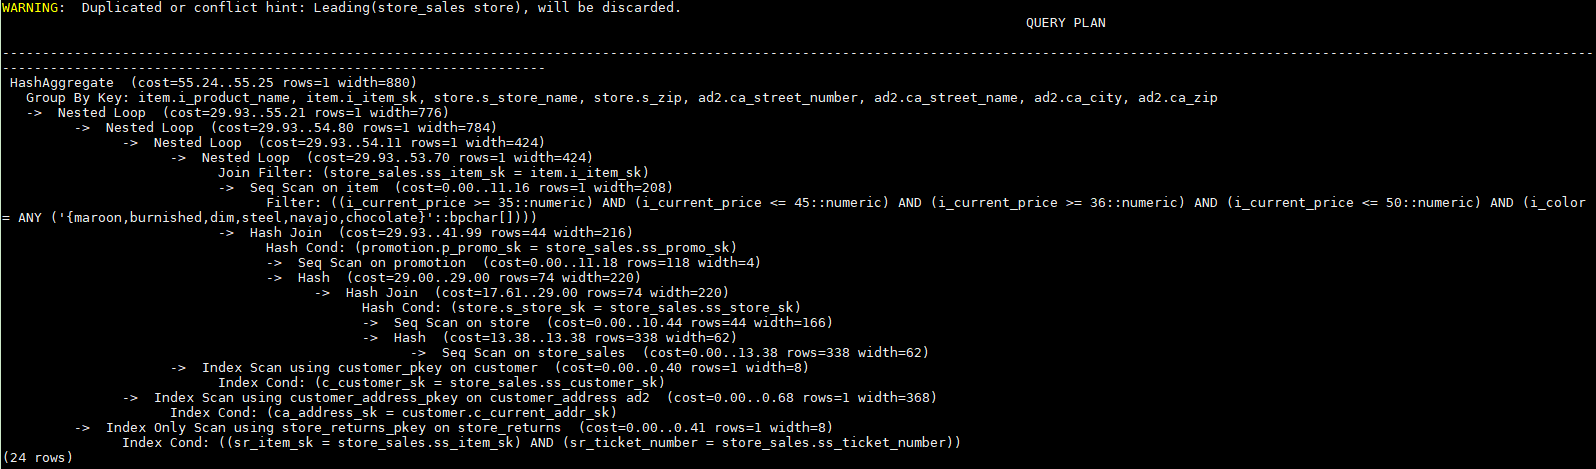 WARNING:  Duplicated or conflict hint: Leading(store_sales store), will be discarded.
QUERY PLAN
--------------------------------------------------------------------------------------------------------------------------------------------------------------------------------------------------------
--------------------------------------------------------------------
 HashAggregate  (cost=55.24..55.25 rows=1 width=880)
   Group By Key: item.i_product_name, item.i_item_sk, store.s_store_name, store.s_zip, ad2.ca_street_number, ad2.ca_street_name, ad2.ca_city, ad2.ca_zip
   ->  Nested Loop  (cost=29.93..55.21 rows=1 width=776)
         ->  Nested Loop  (cost=29.93..54.80 rows=1 width=784)
               ->  Nested Loop  (cost=29.93..54.11 rows=1 width=424)
                     ->  Nested Loop  (cost=29.93..53.70 rows=1 width=424)
                           Join Filter: (store_sales.ss_item_sk = item.i_item_sk)
                           ->  Seq Scan on item  (cost=0.00..11.16 rows=1 width=208)
                                 Filter: ((i_current_price >= 35::numeric) AND (i_current_price <= 45::numeric) AND (i_current_price >= 36::numeric) AND (i_current_price <= 50::numeric) AND (i_color
= ANY ('{maroon,burnished,dim,steel,navajo,chocolate}'::bpchar[])))
                           ->  Hash Join  (cost=29.93..41.99 rows=44 width=216)
                                 Hash Cond: (promotion.p_promo_sk = store_sales.ss_promo_sk)
                                 ->  Seq Scan on promotion  (cost=0.00..11.18 rows=118 width=4)
                                 ->  Hash  (cost=29.00..29.00 rows=74 width=220)
                                       ->  Hash Join  (cost=17.61..29.00 rows=74 width=220)
                                             Hash Cond: (store.s_store_sk = store_sales.ss_store_sk)
                                             ->  Seq Scan on store  (cost=0.00..10.44 rows=44 width=166)
                                             ->  Hash  (cost=13.38..13.38 rows=338 width=62)
                                                   ->  Seq Scan on store_sales  (cost=0.00..13.38 rows=338 width=62)
                     ->  Index Scan using customer_pkey on customer  (cost=0.00..0.40 rows=1 width=8)
                           Index Cond: (c_customer_sk = store_sales.ss_customer_sk)
               ->  Index Scan using customer_address_pkey on customer_address ad2  (cost=0.00..0.68 rows=1 width=368)
                     Index Cond: (ca_address_sk = customer.c_current_addr_sk)
         ->  Index Only Scan using store_returns_pkey on store_returns  (cost=0.00..0.41 rows=1 width=8)
               Index Cond: ((sr_item_sk = store_sales.ss_item_sk) AND (sr_ticket_number = store_sales.ss_ticket_number))
(24 rows)